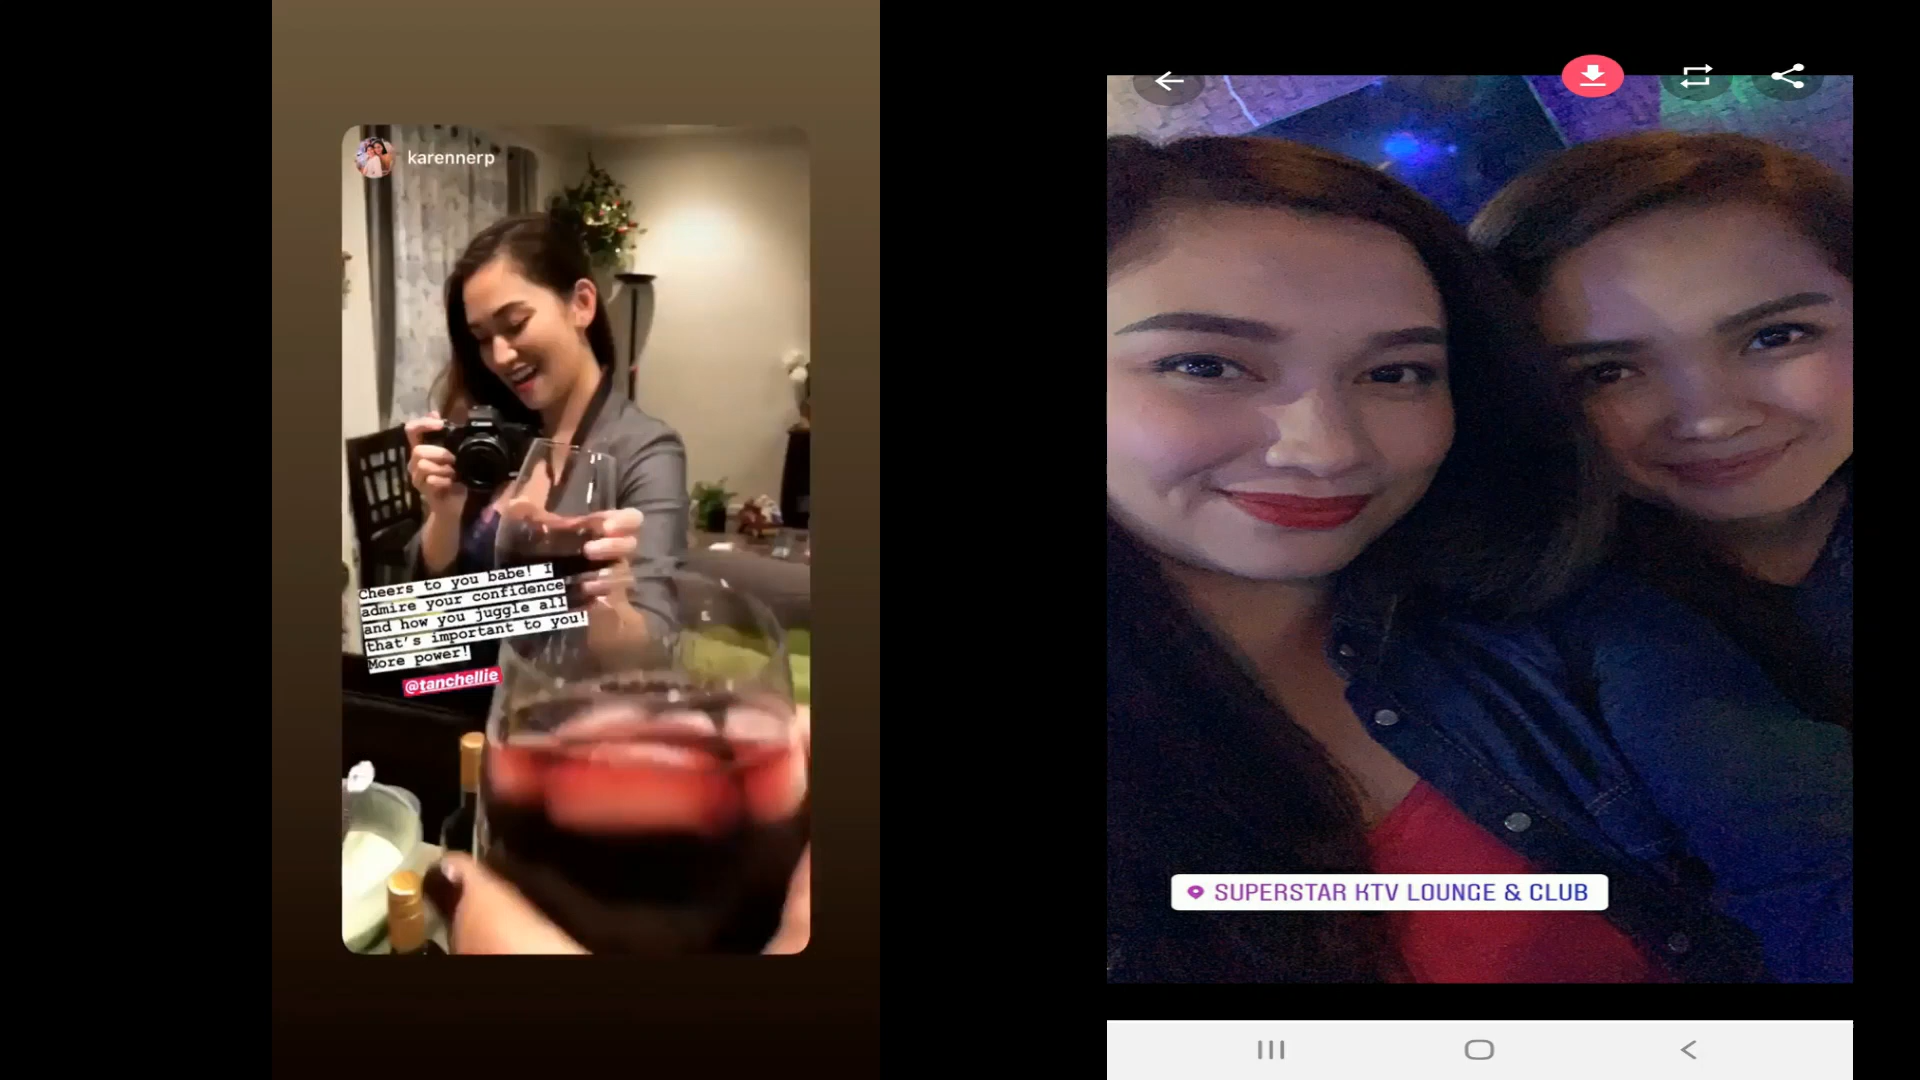 karennerp
Cheers to you babe! I
admire your confidence
and how you juggle all
that's important to you!
More power!
@tanchellie
Canon
SUPERSTAR KTV LOUNGE & CLUB